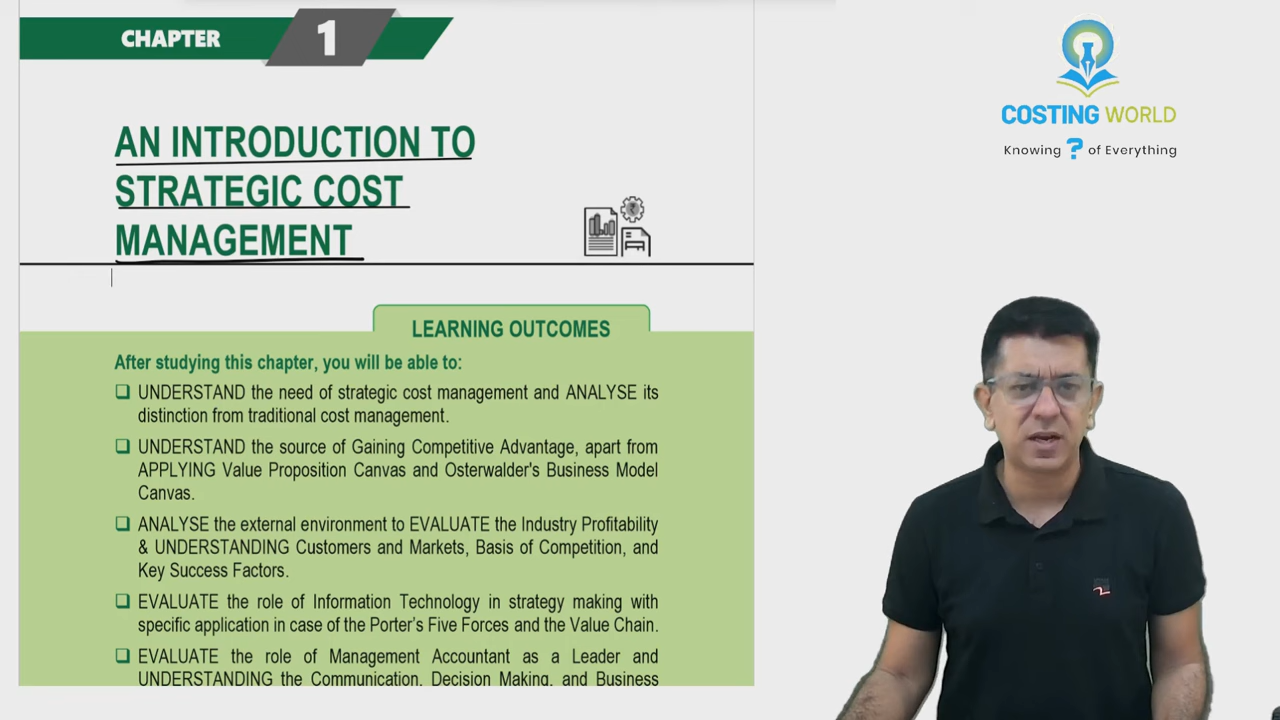 CHAPTER 1
AN INTRODUCTION TO
STRATEGIC COST
MANAGEMENT
LEARNING OUTCOMES
After studying this chapter, you will be able to:
❑ UNDERSTAND the need of strategic cost management and ANALYSE its
distinction from traditional cost management.
❑ UNDERSTAND the source of Gaining Competitive Advantage, apart from
APPLYING Value Proposition Canvas and Osterwalder's Business Model
Canvas.
❑ ANALYSE the external environment to EVALUATE the Industry Profitability
& UNDERSTANDING Customers and Markets, Basis of Competition, and
Key Success Factors.
❑ EVALUATE the role of Information Technology in strategy making with
specific application in case of the Porter's Five Forces and the Value Chain.
❑ EVALUATE the role of Management Accountant as a Leader and
UNDERSTANDING the Communication, Decision Making, and Business
COSTING WORLD
Knowing ? of Everything